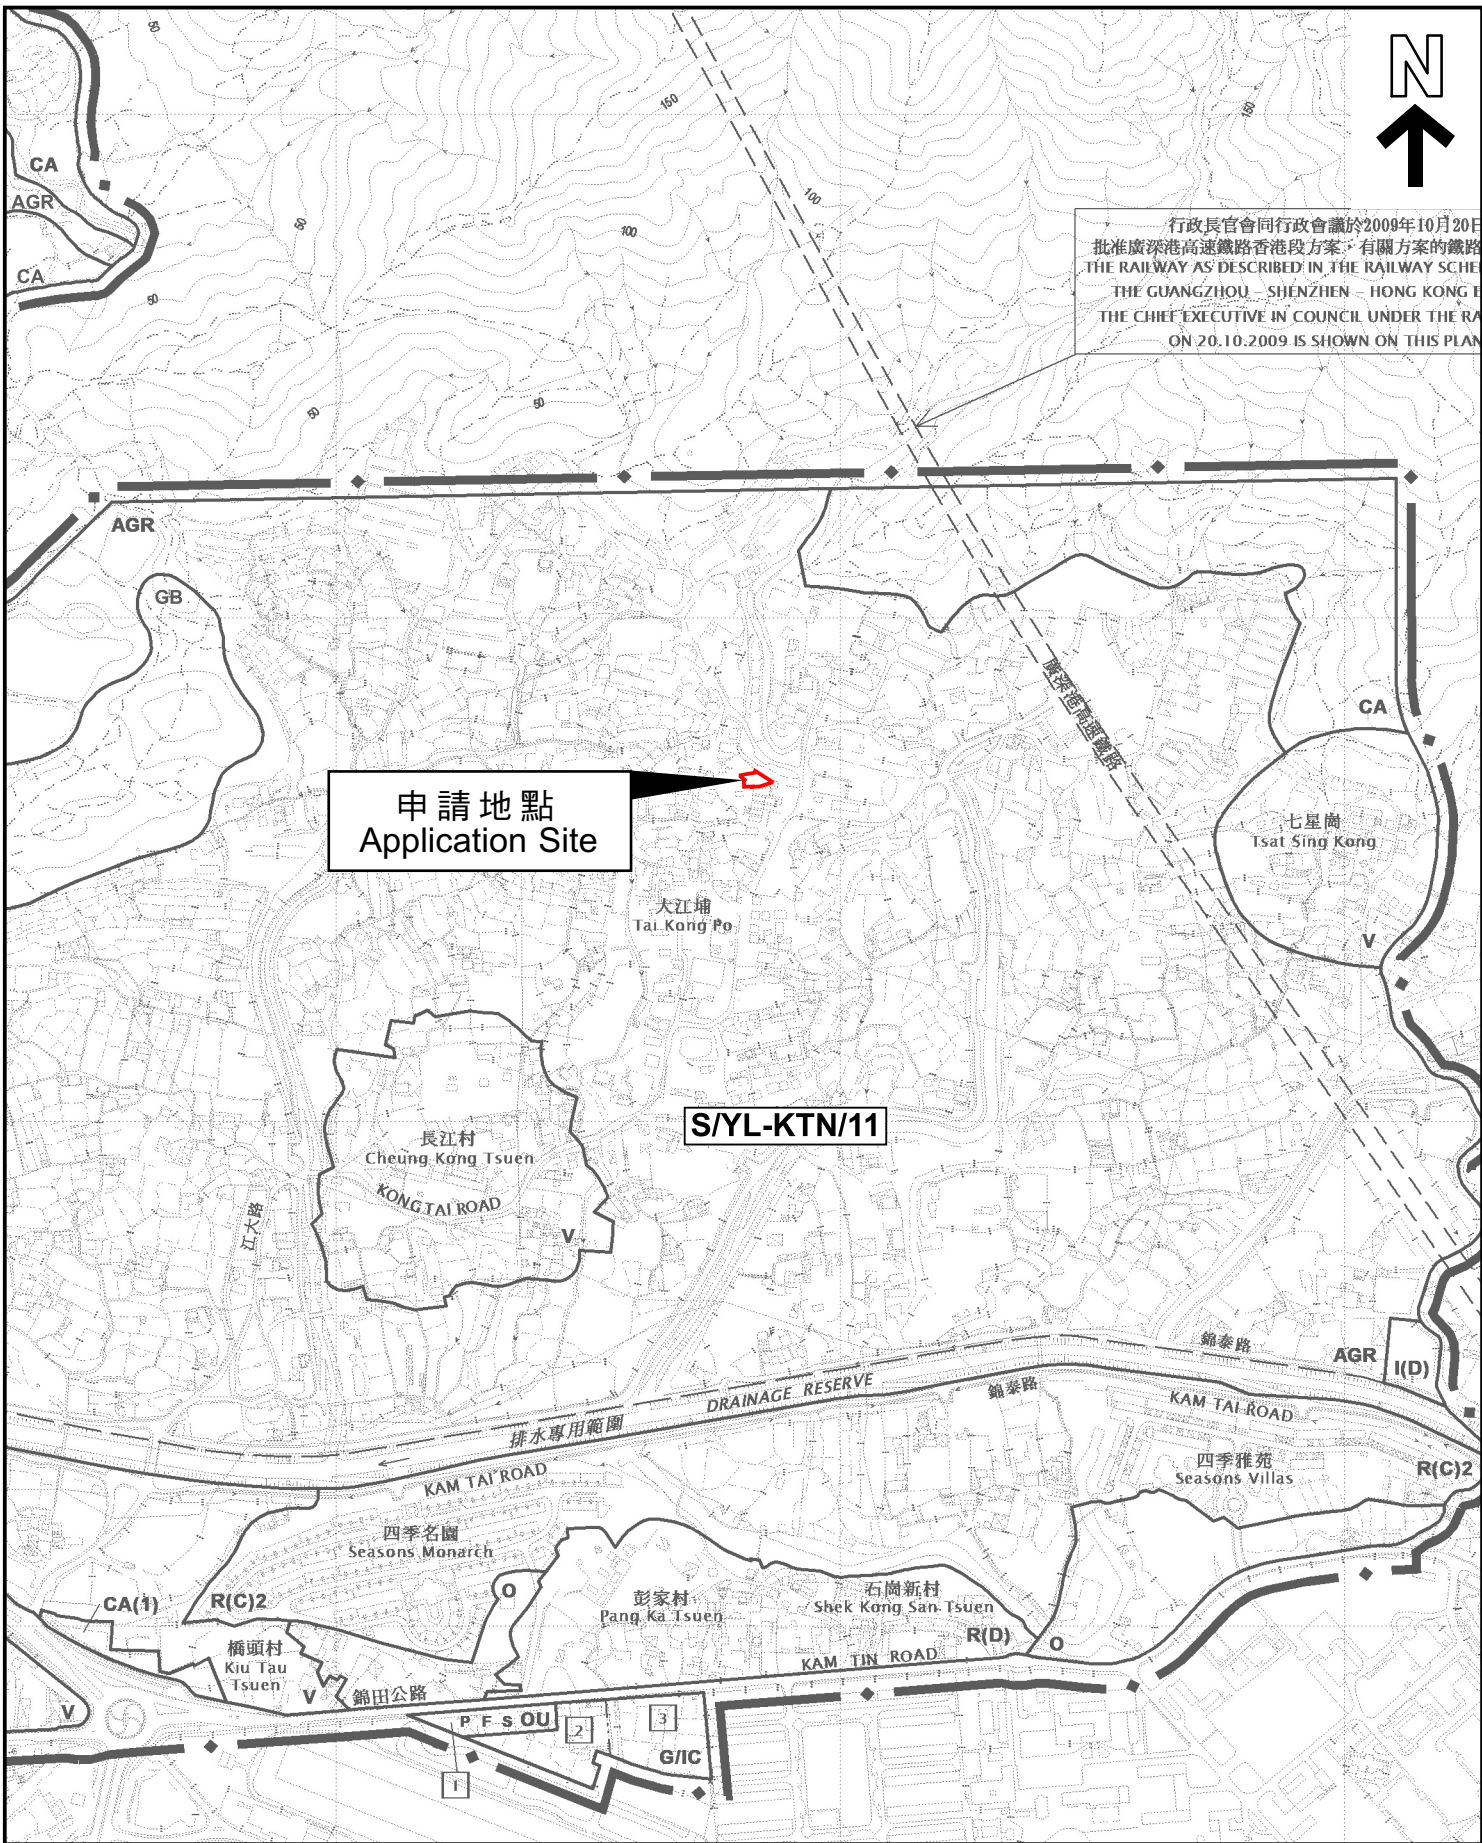 N
50
150
150
CA
AGR
100
50
100
CA
50
50
50
行政長官會同行政會議於2009年10月20日
批准廣深港高速鐵路香港段方案，有關方案的鐵路
THE RAILWAY AS DESCRIBED IN THE RAILWAY SCHE
THE GUANGZHOU - SHENZHEN - HONG KONG E
THE CHIEF EXECUTIVE IN COUNCIL UNDER THE RA
ON 20.10.2009 IS SHOWN ON THIS PLAN
AGR
GB
廣深港高速鐵路
CA
申請地點
Application Site
七星崗
Tsat Sing Kong
大江埔
Tai Kong Po
V
S/YL-KTN/11
長江村
Cheung Kong Tsuen
KONG TAI ROAD
江大路
V
錦泰路
AGR
I(D)
錦泰路
KAM TAI ROAD
DRAINAGE RESERVE
排水專用範圍
KAM TAI ROAD
四季雅苑
Seasons Villas
R(C)2
四季名園
Seasons Monarch
O
CA(1)
R(C)2
彭家村
Pang Ka Tsuen
石崗新村
Shek Kong San Tsuen
R(D)
O
橋頭村
Kiu Tau
Tsuen
V
KAM TIN ROAD
錦田公路
V
P F S OU
2
3
G/IC
1